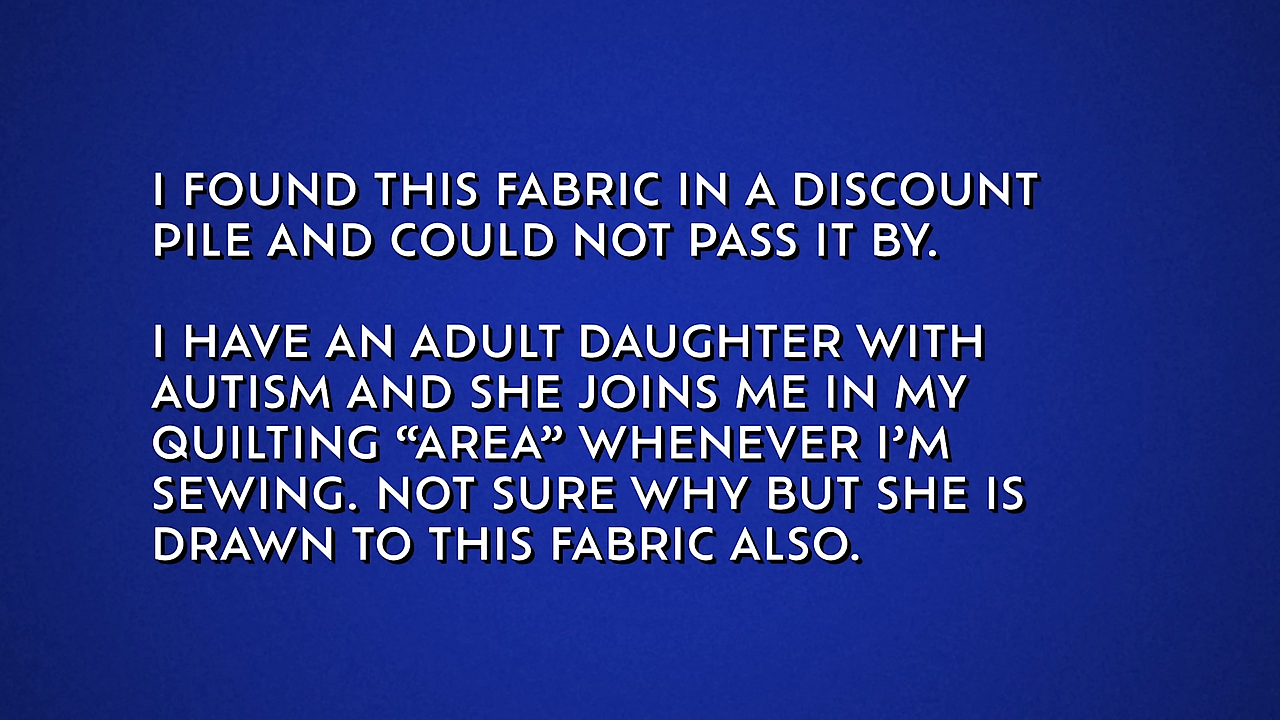 I FOUND THIS FABRIC IN A DISCOUNT
PILE AND COULD NOT PASS IT BY.
I HAVE AN ADULT DAUGHTER WITH
AUTISM AND SHE JOINS ME IN MY
QUILTING “AREA” WHENEVER I’M
SEWING. NOT SURE WHY BUT SHE IS
DRAWN TO THIS FABRIC ALSO.